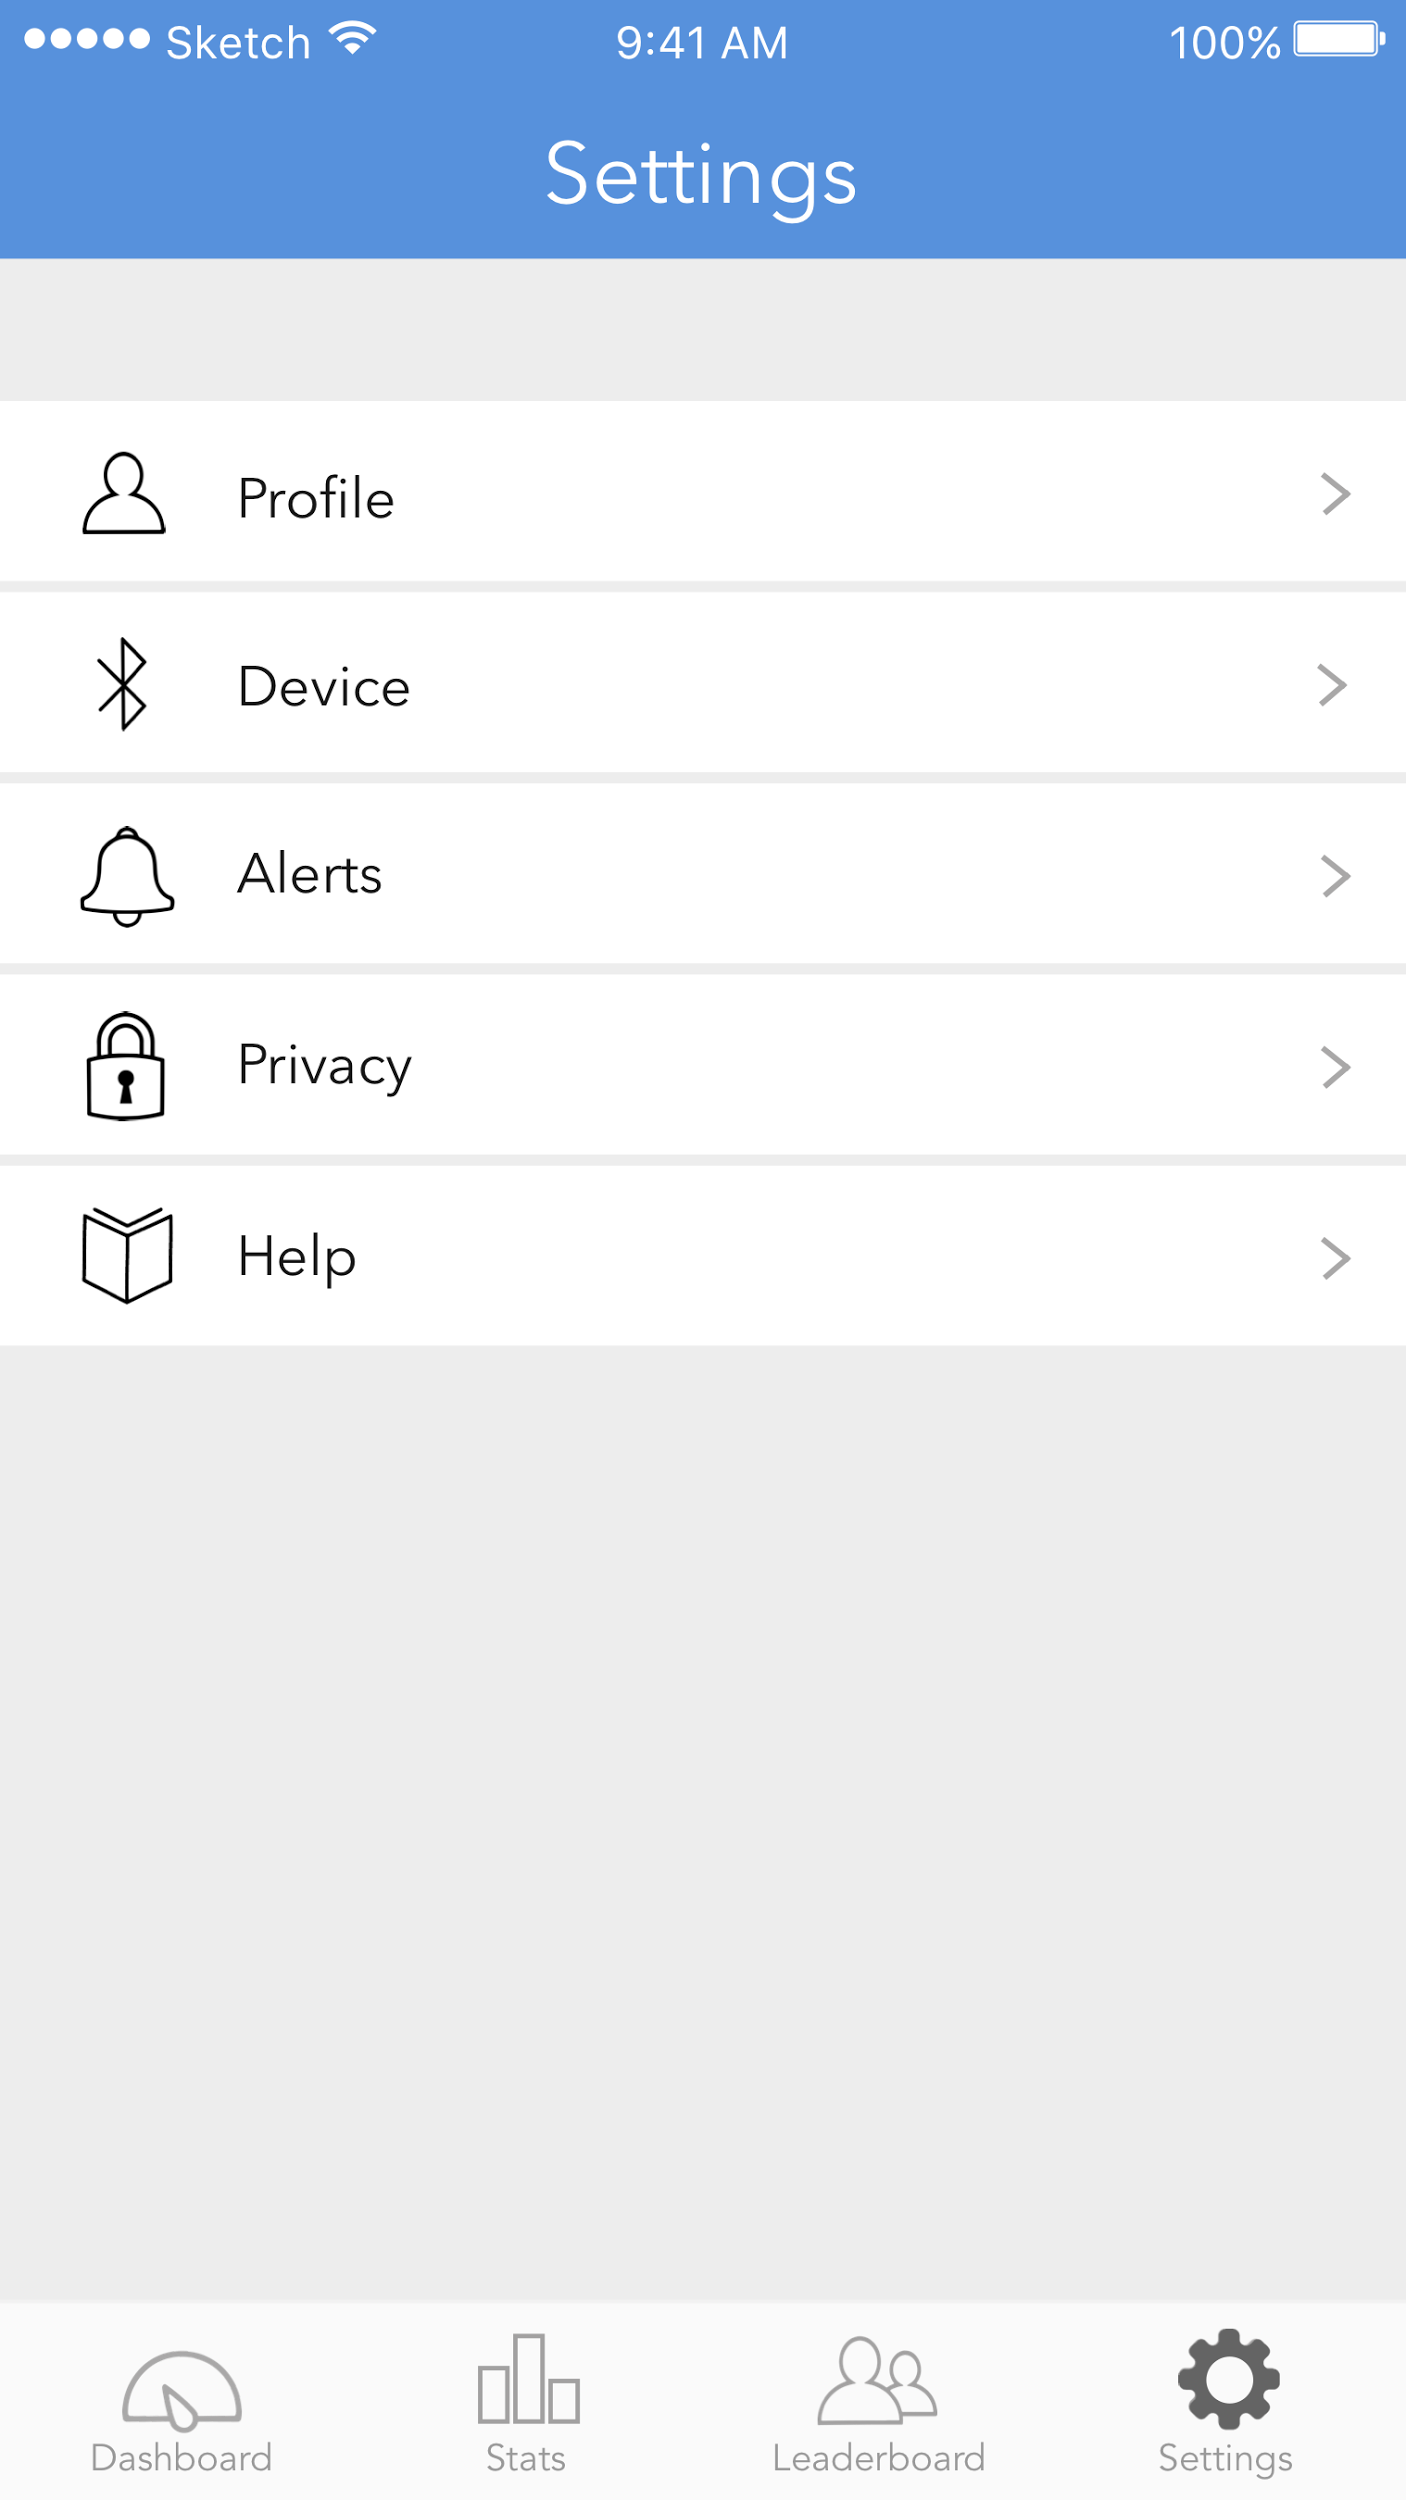 Sketch 9:41 AM 100%
Settings
Profile
Device
Alerts
Privacy
Help
Dashboard Stats Leaderboard Settings